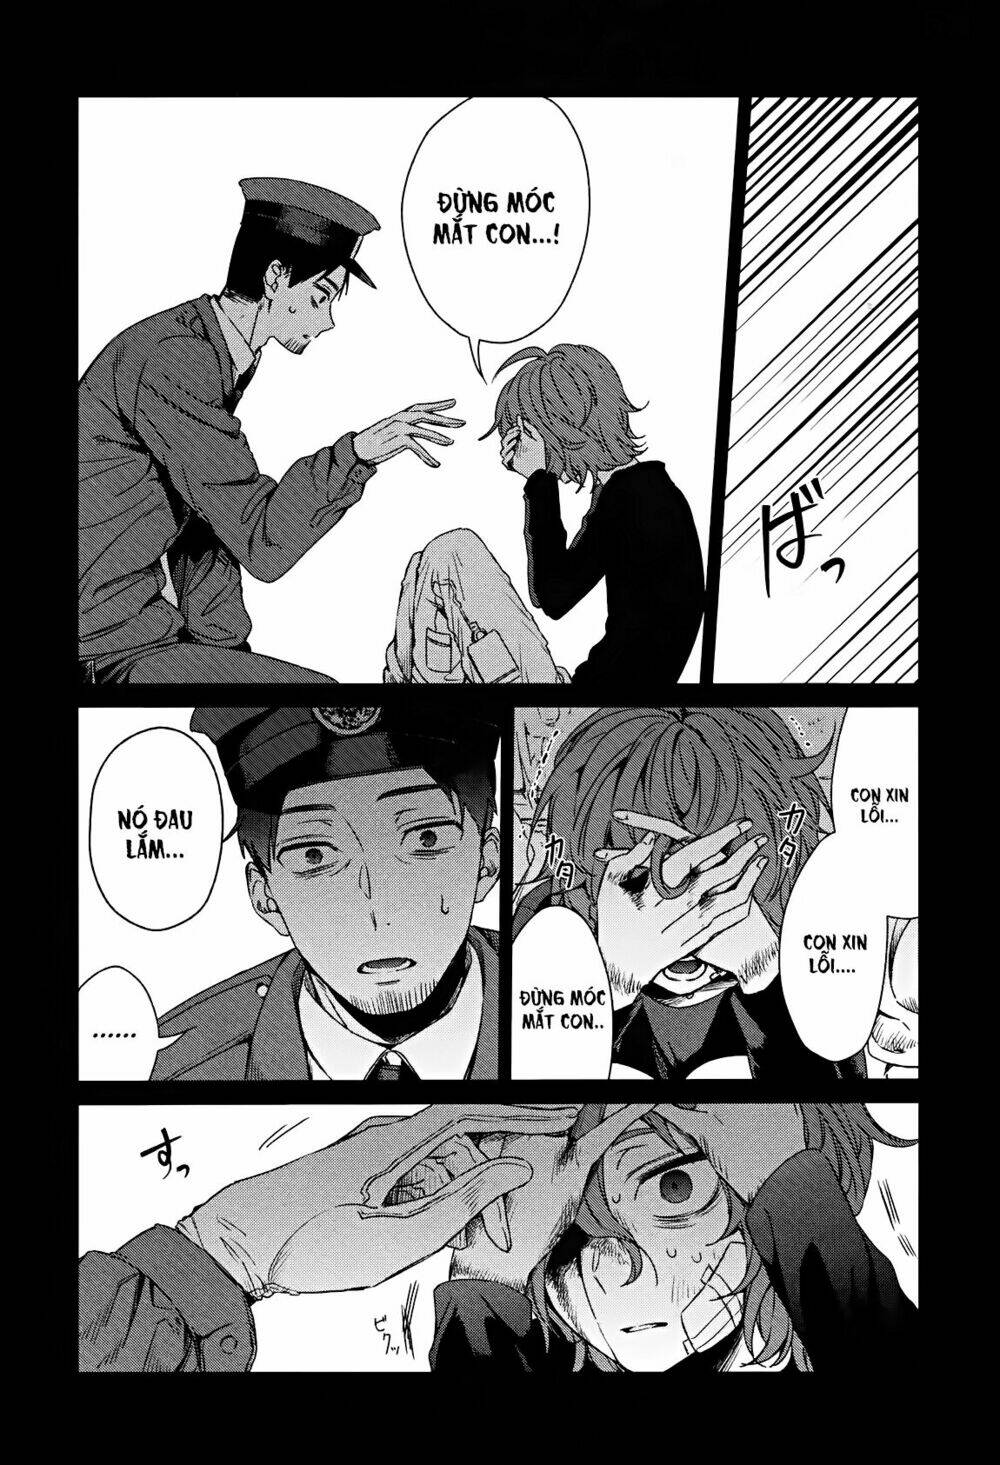 ĐỪNG MÓC
MẮT CON...!
ばっ
CON XIN
LỖI...
カタ
カタ
CON XIN
LỖI....
ĐỪNG MÓC
MẮT CON..
NÓ ĐAU
LẮM...
......
すっ
ビクッ